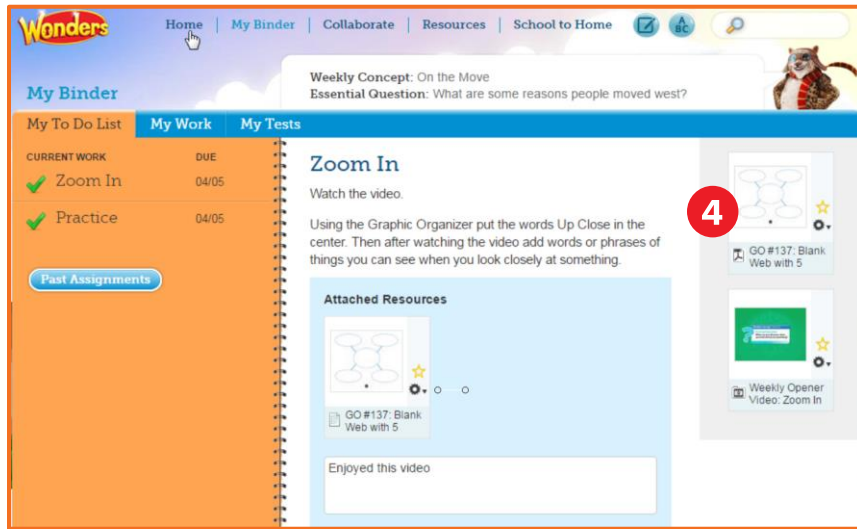 Wonders
Home | My Binder | Collaborate | Resources | School to Home
A
BC
Weekly Concept: On the Move
Essential Question: What are some reasons people moved west?
My Binder
My To Do List My Work My Tests
CURRENT WORK DUE
Zoom In 04/05
Practice 04/05
Past Assignments
Zoom In
Watch the video.
Using the Graphic Organizer put the words Up Close in the
center. Then after watching the video add words or phrases of
things you can see when you look closely at something.
Attached Resources
GO #137: Blank
Web with 5
Enjoyed this video
4
GO #137: Blank
Web with 5
Weekly Opener
Video: Zoom In